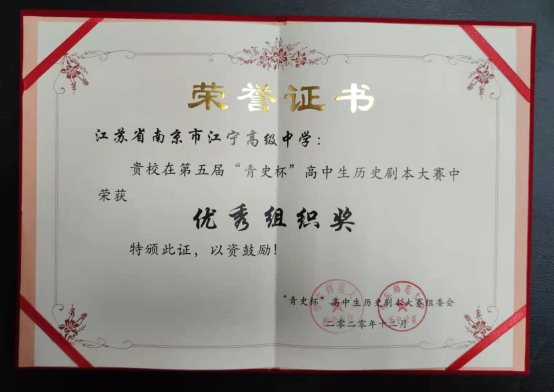 荣誉证书
江苏省南京市江宁高级中学：
贵校在第五届“青史杯”高中生历史剧本大赛中
荣获
优秀组织奖
特颁此证，以资鼓励！
“青史杯”高中生历史剧本大赛组委会
二零二零年十二月